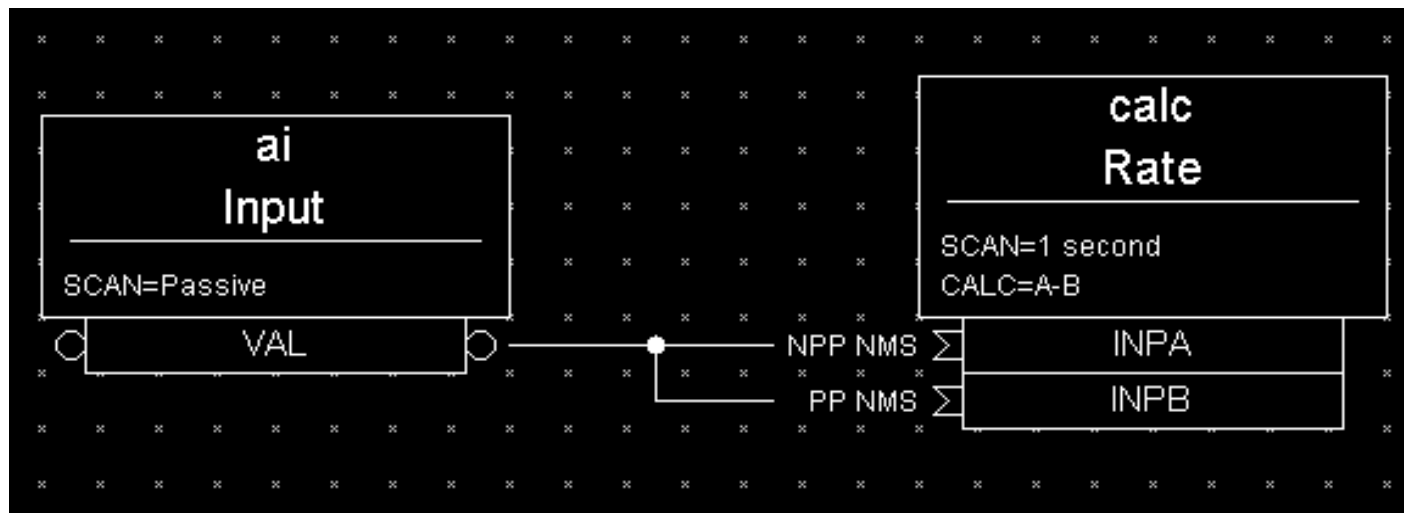 ai
Input
SCAN=Passive
VAL
calc
Rate
SCAN=1 second
CALC=A-B
NPP NMS
INPA
PP NMS
INPB